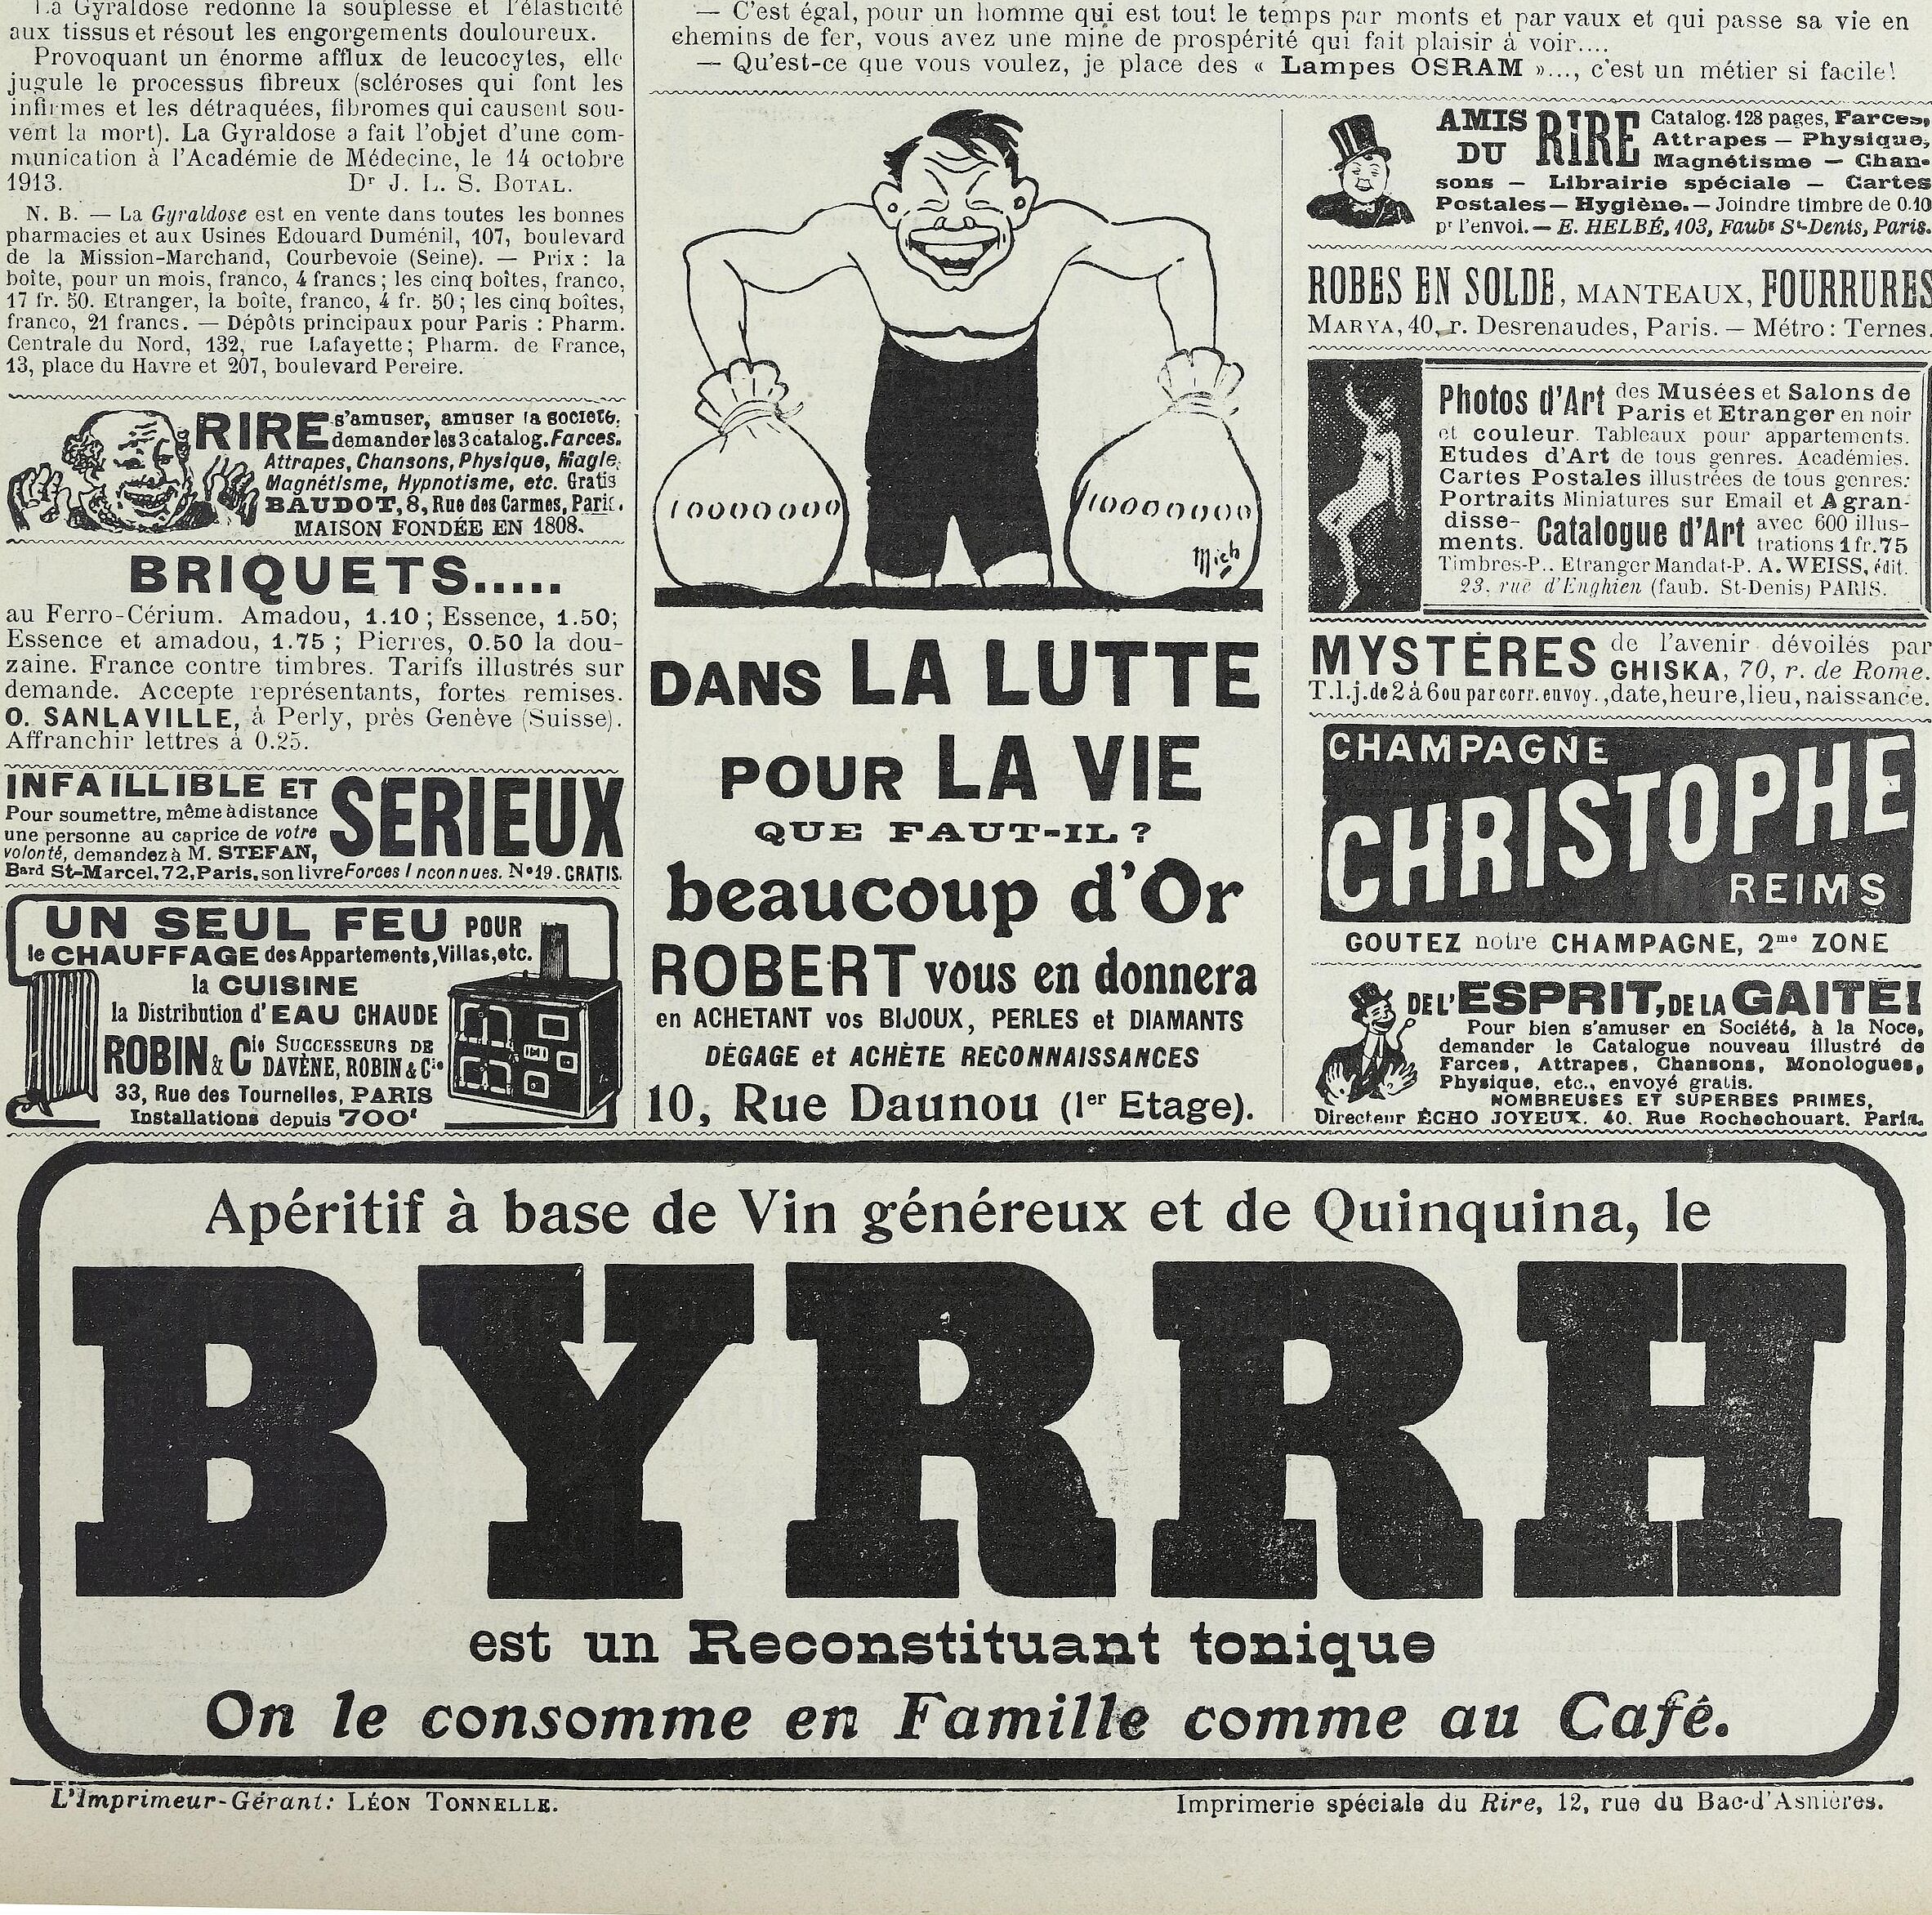 La Gyraldose redonne la souplesse et l'élasticité
aux tissus et résout les engorgements douloureux.
Provoquant un énorme afflux de leucocytes, elle
jugule le processus fibreux (scléroses qui font les
infirmes et les détraquées, fibromes qui causent sou-
vent la mort). La Gyraldose a fait l'objet d'une com-
munication à l'Académie de Médecine, le 14 octobre
1913. Dr J. L. S. BOTAL.
N. B. — La Gyraldose est en vente dans toutes les bonnes
pharmacies et aux Usines Edouard Duménil, 107, boulevard
de la Mission-Marchand, Courbevoie (Seine). — Prix : la
boîte, pour un mois, franco, 4 francs ; les cinq boîtes, franco,
17 fr. 50. Etranger, la boîte, franco, 4 fr. 50 ; les cinq boîtes,
franco, 21 francs. — Dépôts principaux pour Paris : Pharm.
Centrale du Nord, 132, rue Lafayette ; Pharm. de France,
13, place du Havre et 207, boulevard Pereire.
RIRE s'amuser, amuser la société,
demander les 3 catalog. Farces.
Attrapes, Chansons, Physique, Magie,
Magnétisme, Hypnotisme, etc. Gratis
BAUDOT, 8, Rue des Carmes, Paris.
MAISON FONDÉE EN 1808.
BRIQUETS.....
au Ferro-Cérium. Amadou, 1.10 ; Essence, 1.50;
Essence et amadou, 1.75 ; Pierres, 0.50 la dou-
zaine. France contre timbres. Tarifs illustrés sur
demande. Accepte représentants, fortes remises.
O. SANLAVILLE, à Perly, près Genève (Suisse).
Affranchir lettres à 0.25.
INFAILLIBLE ET SERIEUX
Pour soumettre, même à distance
une personne au caprice de votre
volonté, demandez à M. STEFAN,
Bard St-Marcel, 72, Paris, son livre Forces Inconnues. N°19. GRATIS.
UN SEUL FEU POUR
le CHAUFFAGE des Appartements, Villas, etc.
la CUISINE
la Distribution d'EAU CHAUDE
ROBIN & Cie SUCCESSEURS DE
DAVÈNE, ROBIN & Cie
33, Rue des Tournelles, PARIS
Installations depuis 700f
— C'est égal, pour un homme qui est tout le temps par monts et par vaux et qui passe sa vie en
chemins de fer, vous avez une mine de prospérité qui fait plaisir à voir....
— Qu'est-ce que vous voulez, je place des « Lampes OSRAM »..., c'est un métier si facile!
10000000
10000000
Mich
DANS LA LUTTE
POUR LA VIE
QUE FAUT-IL ?
beaucoup d'Or
ROBERT vous en donnera
en ACHETANT vos BIJOUX, PERLES et DIAMANTS
DÉGAGE et ACHÈTE RECONNAISSANCES
10, Rue Daunou (1er Etage).
AMIS DU RIRE Catalog. 128 pages, Farces,
Attrapes — Physique,
Magnétisme — Chan-
sons — Librairie spéciale — Cartes
Postales — Hygiène. — Joindre timbre de 0.10
pr l'envoi. — E. HELBÉ, 103, Faubg St-Denis, Paris.
ROBES EN SOLDE, MANTEAUX, FOURRURES
MARYA, 40, r. Desrenaudes, Paris. — Métro : Ternes.
Photos d'Art des Musées et Salons de
Paris et Etranger en noir
et couleur. Tableaux pour appartements.
Etudes d'Art de tous genres. Académies.
Cartes Postales illustrées de tous genres:
Portraits Miniatures sur Email et Agran-
disse-
ments. Catalogue d'Art avec 600 illus-
trations 1 fr. 75
Timbres-P.. Etranger Mandat-P. A. WEISS, édit.
23, rue d'Enghien (faub. St-Denis) PARIS.
MYSTÈRES de l'avenir dévoilés par
GHISKA, 70, r. de Rome.
T.l.j. de 2 à 6 ou par corr. envoy., date, heure, lieu, naissance.
CHAMPAGNE
CHRISTOPHE
REIMS
GOUTEZ notre CHAMPAGNE, 2me ZONE
DE L'ESPRIT, DE LA GAITÉ!
Pour bien s'amuser en Société, à la Noce,
demander le Catalogue nouveau illustré de
Farces, Attrapes, Chansons, Monologues,
Physique, etc., envoyé gratis.
NOMBREUSES ET SUPERBES PRIMES,
Directeur ÉCHO JOYEUX. 40. Rue Rochechouart. Paris.
Apéritif à base de Vin généreux et de Quinquina, le
BYRRH
est un Reconstituant tonique
On le consomme en Famille comme au Café.
L'Imprimeur-Gérant : LÉON TONNELLE.
Imprimerie spéciale du Rire, 12, rue du Bac-d'Asnières.